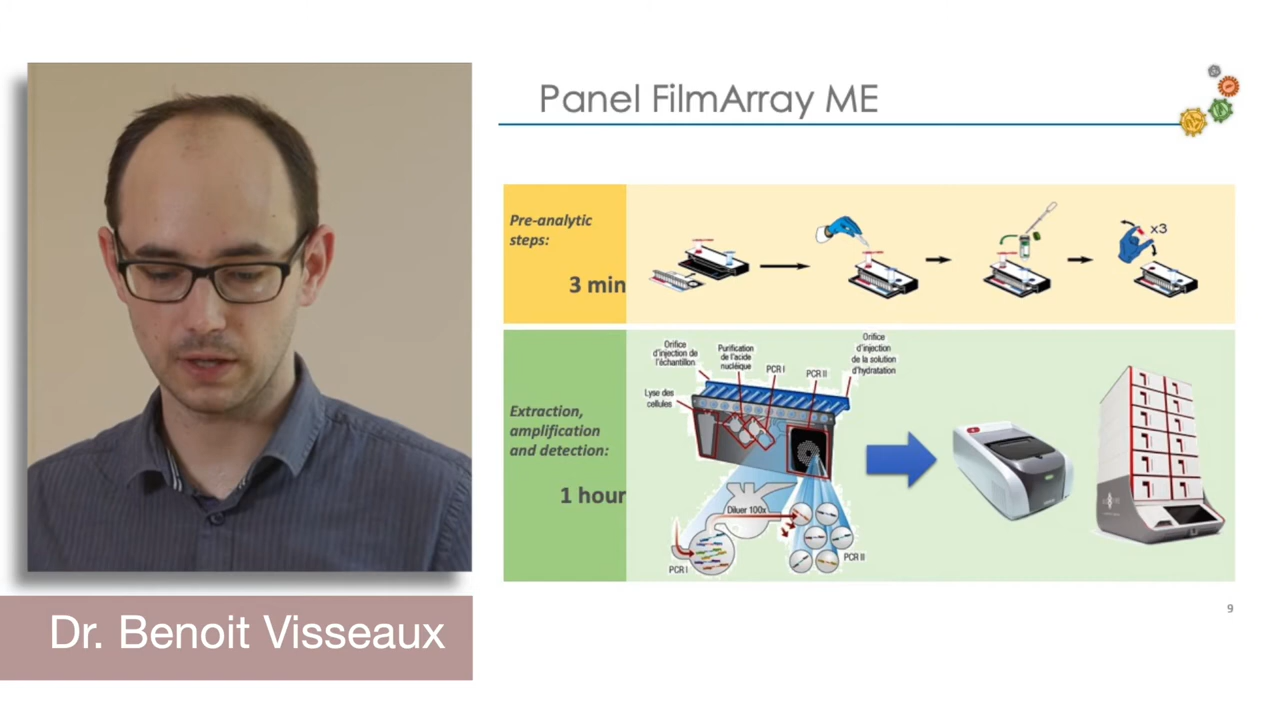 Panel FilmArray ME
Pre-analytic
steps:
3 min
x3
Extraction,
amplification
and detection:
1 hour
Orifice
d'injection de
l'échantillon
Purification
de l'acide
nucléique
PCR I
PCR II
Orifice
d'injection
de la solution
d'hydratation
Lyse des
cellules
Diluer 100x
PCR I
PCR II
9
Dr. Benoit Visseaux